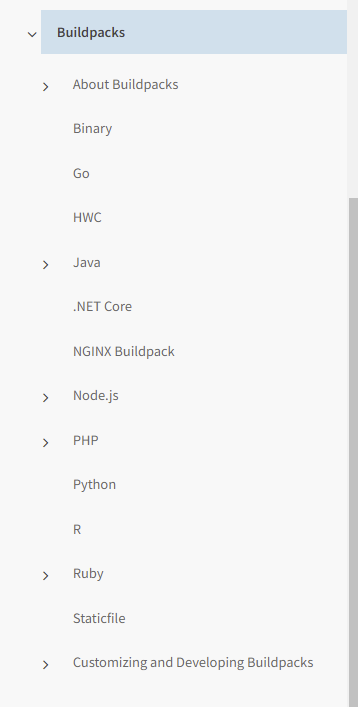 Buildpacks
About Buildpacks
Binary
Go
HWC
Java
.NET Core
NGINX Buildpack
Node.js
PHP
Python
R
Ruby
Staticfile
Customizing and Developing Buildpacks